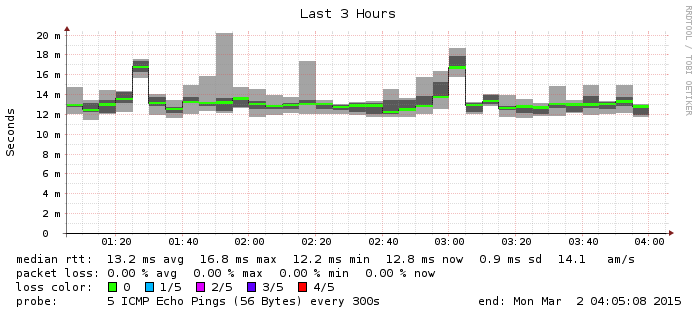 Last 3 Hours
RRDTOOL / TOBI OETIKER
Seconds
20 m
18 m
16 m
14 m
12 m
10 m
8 m
6 m
4 m
2 m
0
01:20 01:40 02:00 02:20 02:40 03:00 03:20 03:40 04:00
median rtt: 13.2 ms avg 16.8 ms max 12.2 ms min 12.8 ms now 0.9 ms sd 14.1 am/s
packet loss: 0.00 % avg 0.00 % max 0.00 % min 0.00 % now
loss color: 0 1/5 2/5 3/5 4/5
probe: 5 ICMP Echo Pings (56 Bytes) every 300s end: Mon Mar 2 04:05:08 2015